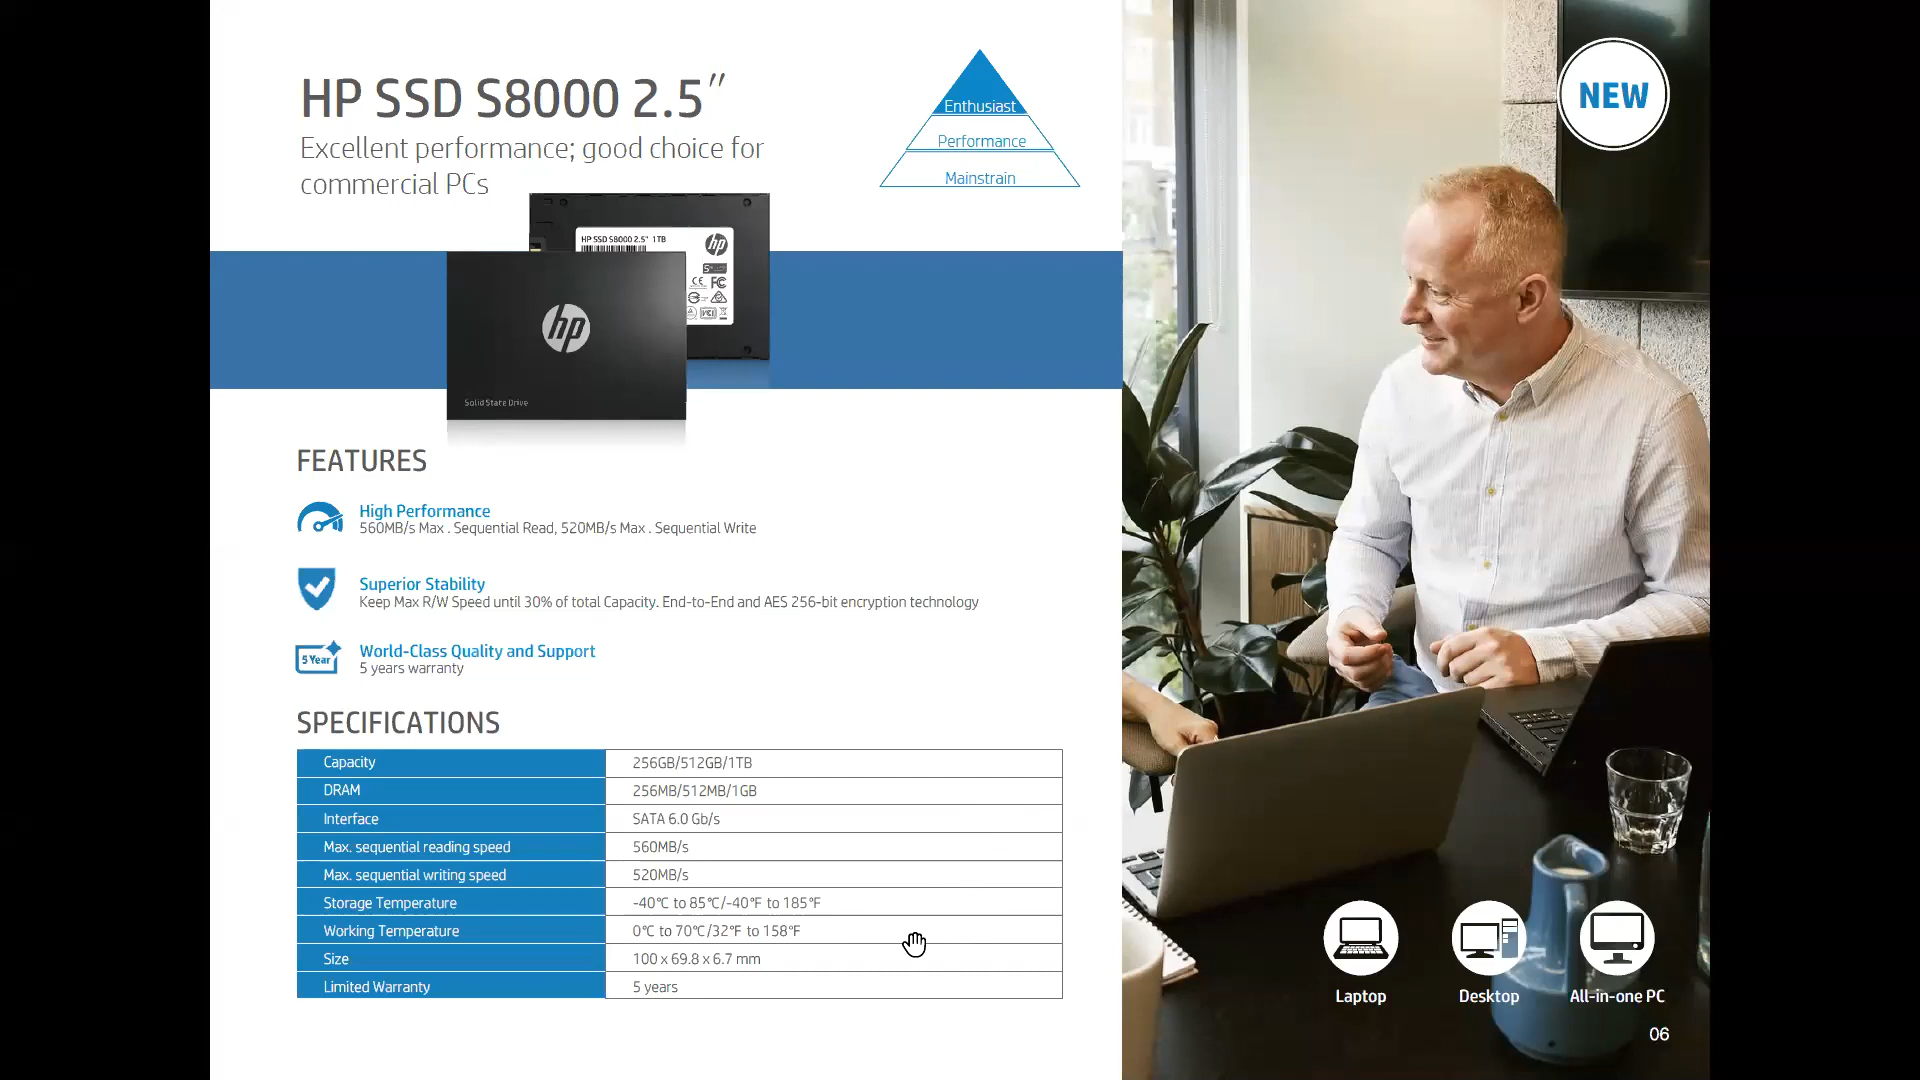 HP SSD S8000 2.5″
Excellent performance; good choice for
commercial PCs
Enthusiast
Performance
Mainstrain
NEW
HP SSD S8000 2.5" 1TB
hp
CE FC
hp
Solid State Drive
FEATURES
High Performance
560MB/s Max . Sequential Read, 520MB/s Max . Sequential Write
Superior Stability
Keep Max R/W Speed until 30% of total Capacity. End-to-End and AES 256-bit encryption technology
5 Year
World-Class Quality and Support
5 years warranty
SPECIFICATIONS
Capacity 256GB/512GB/1TB
DRAM 256MB/512MB/1GB
Interface SATA 6.0 Gb/s
Max. sequential reading speed 560MB/s
Max. sequential writing speed 520MB/s
Storage Temperature -40℃ to 85℃/-40℉ to 185℉
Working Temperature 0℃ to 70℃/32℉ to 158℉
Size 100 x 69.8 x 6.7 mm
Limited Warranty 5 years
Laptop Desktop All-in-one PC
06